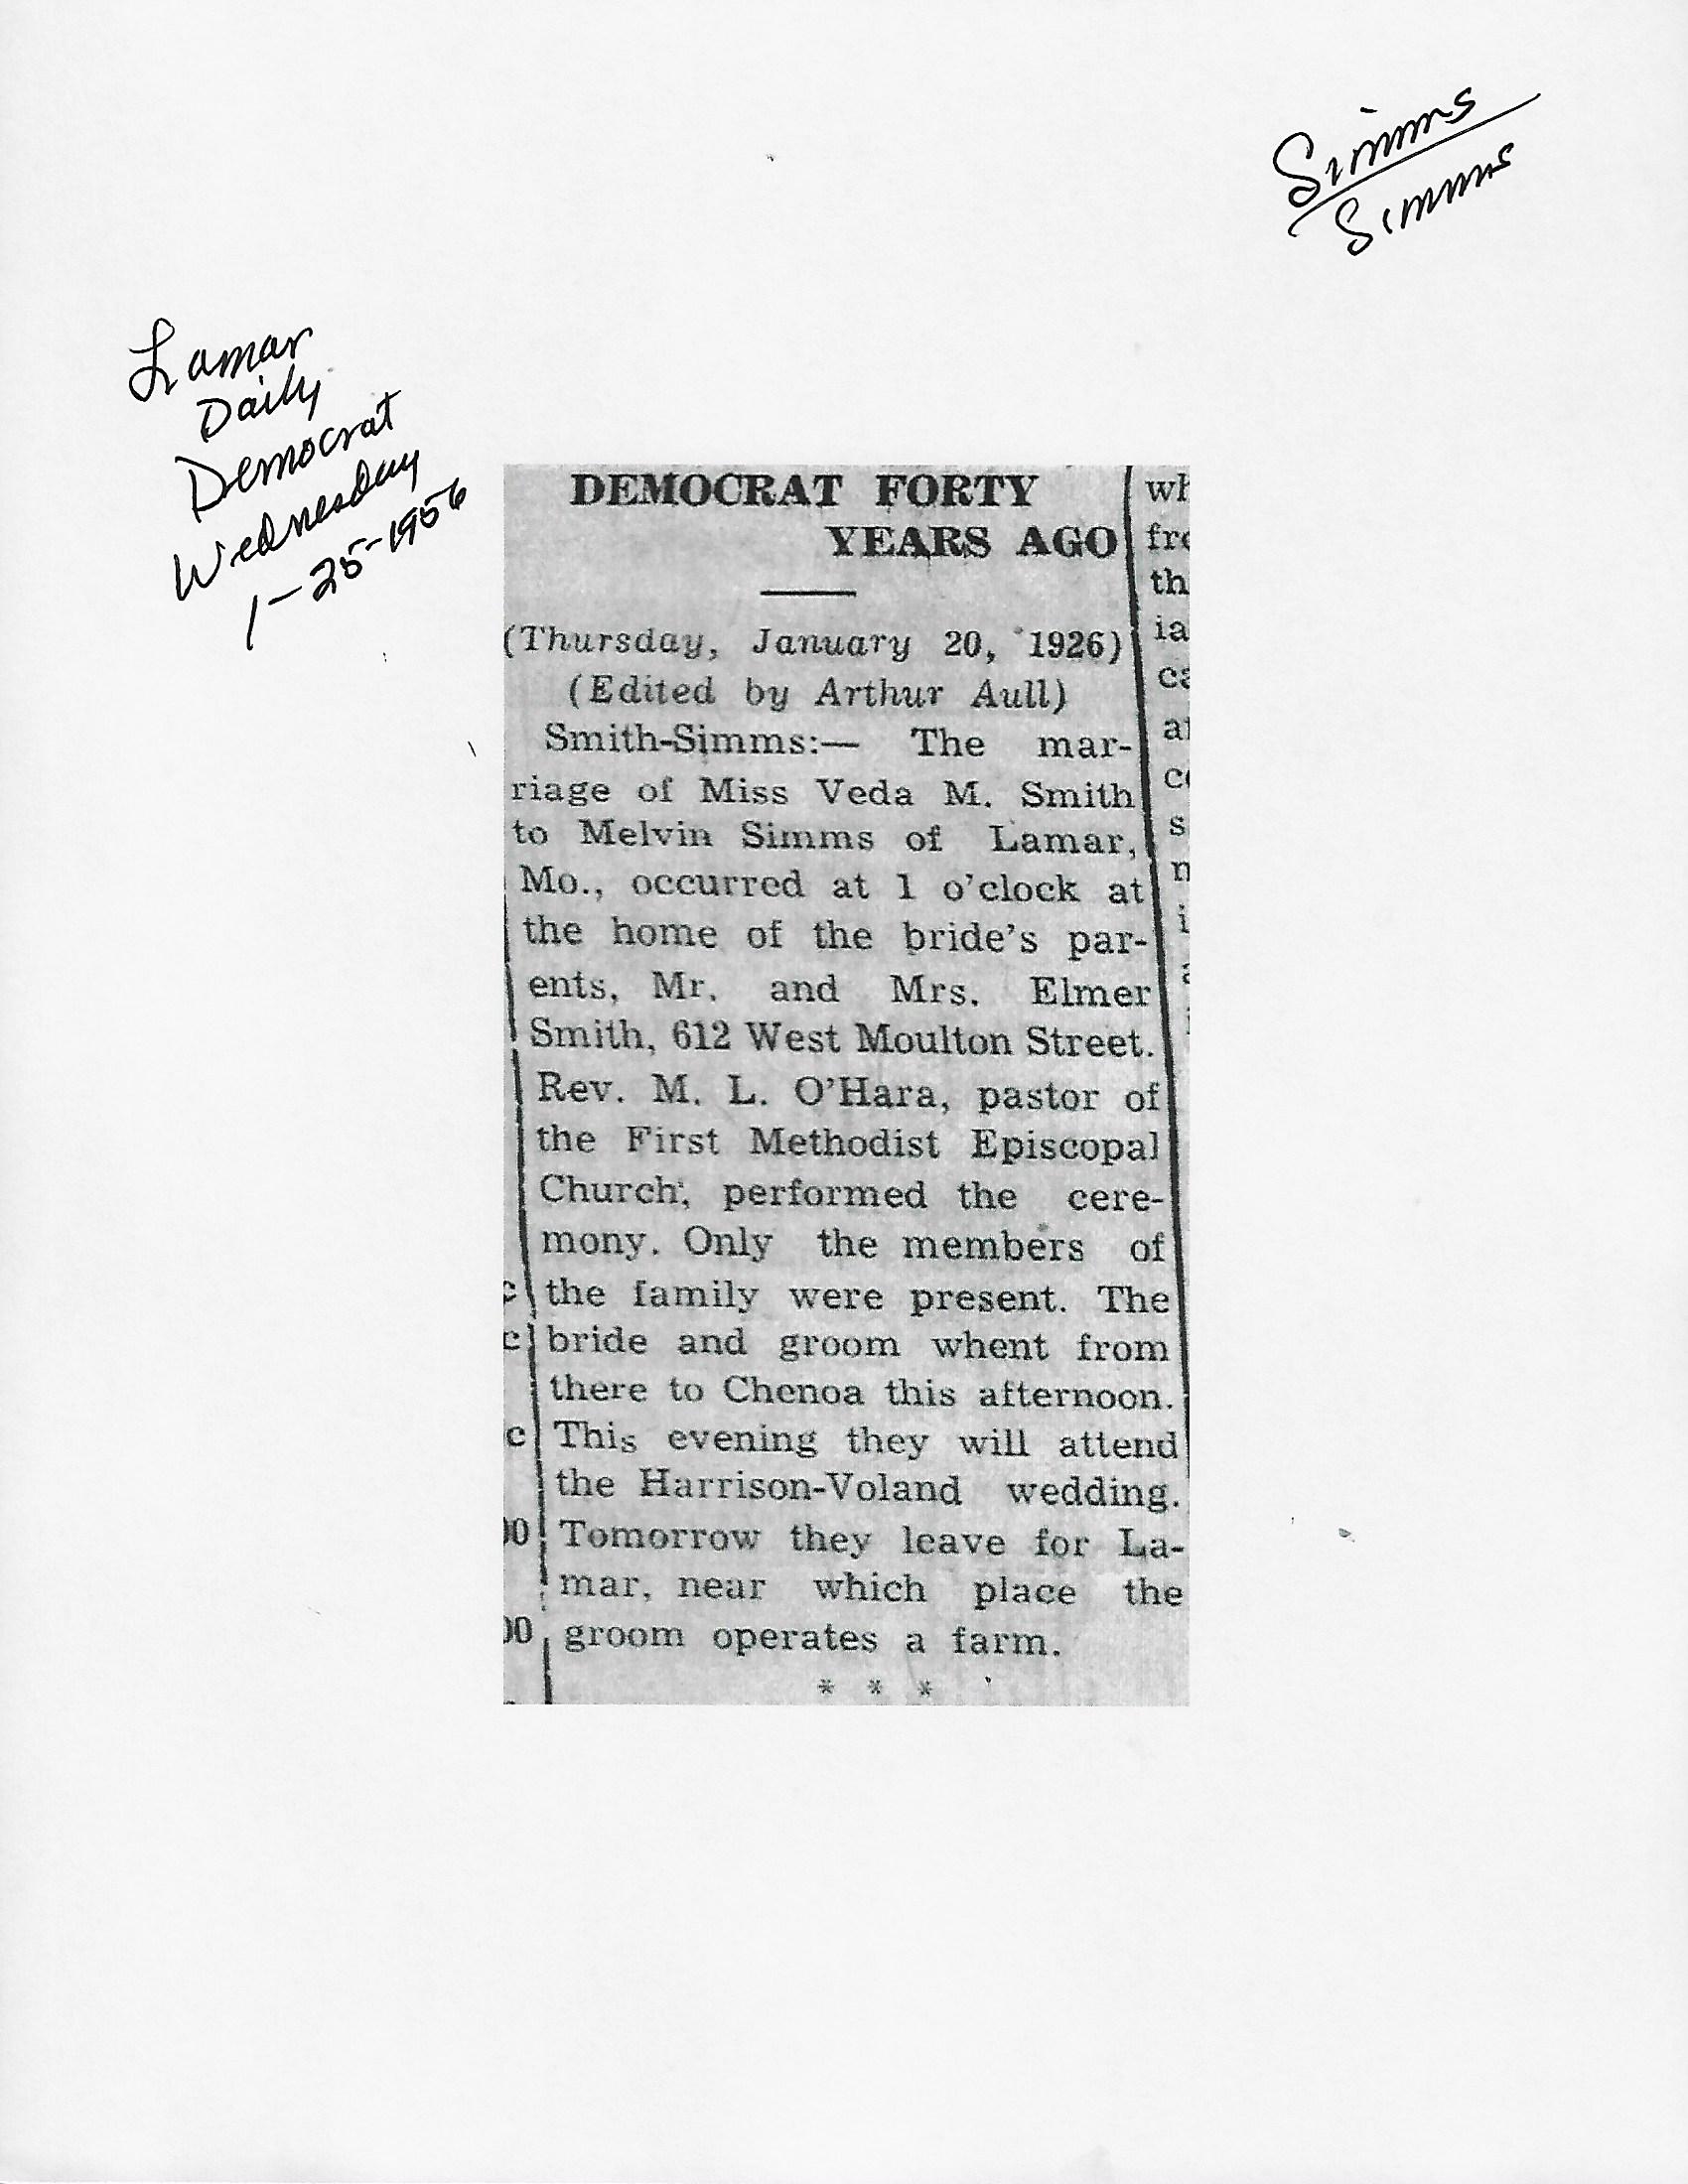 Simms
Simms
Lamar
Daily
Democrat
Wednesday
1-25-1956
DEMOCRAT FORTY
YEARS AGO
(Thursday, January 20, 1926)
(Edited by Arthur Aull)
Smith-Simms:— The mar-
riage of Miss Veda M. Smith
to Melvin Simms of Lamar,
Mo., occurred at 1 o'clock at
the home of the bride's par-
ents, Mr. and Mrs. Elmer
Smith, 612 West Moulton Street.
Rev. M. L. O'Hara, pastor of
the First Methodist Episcopal
Church, performed the cere-
mony. Only the members of
the family were present. The
bride and groom whent from
there to Chenoa this afternoon.
This evening they will attend
the Harrison-Voland wedding.
Tomorrow they leave for La-
mar, near which place the
groom operates a farm.
* * *